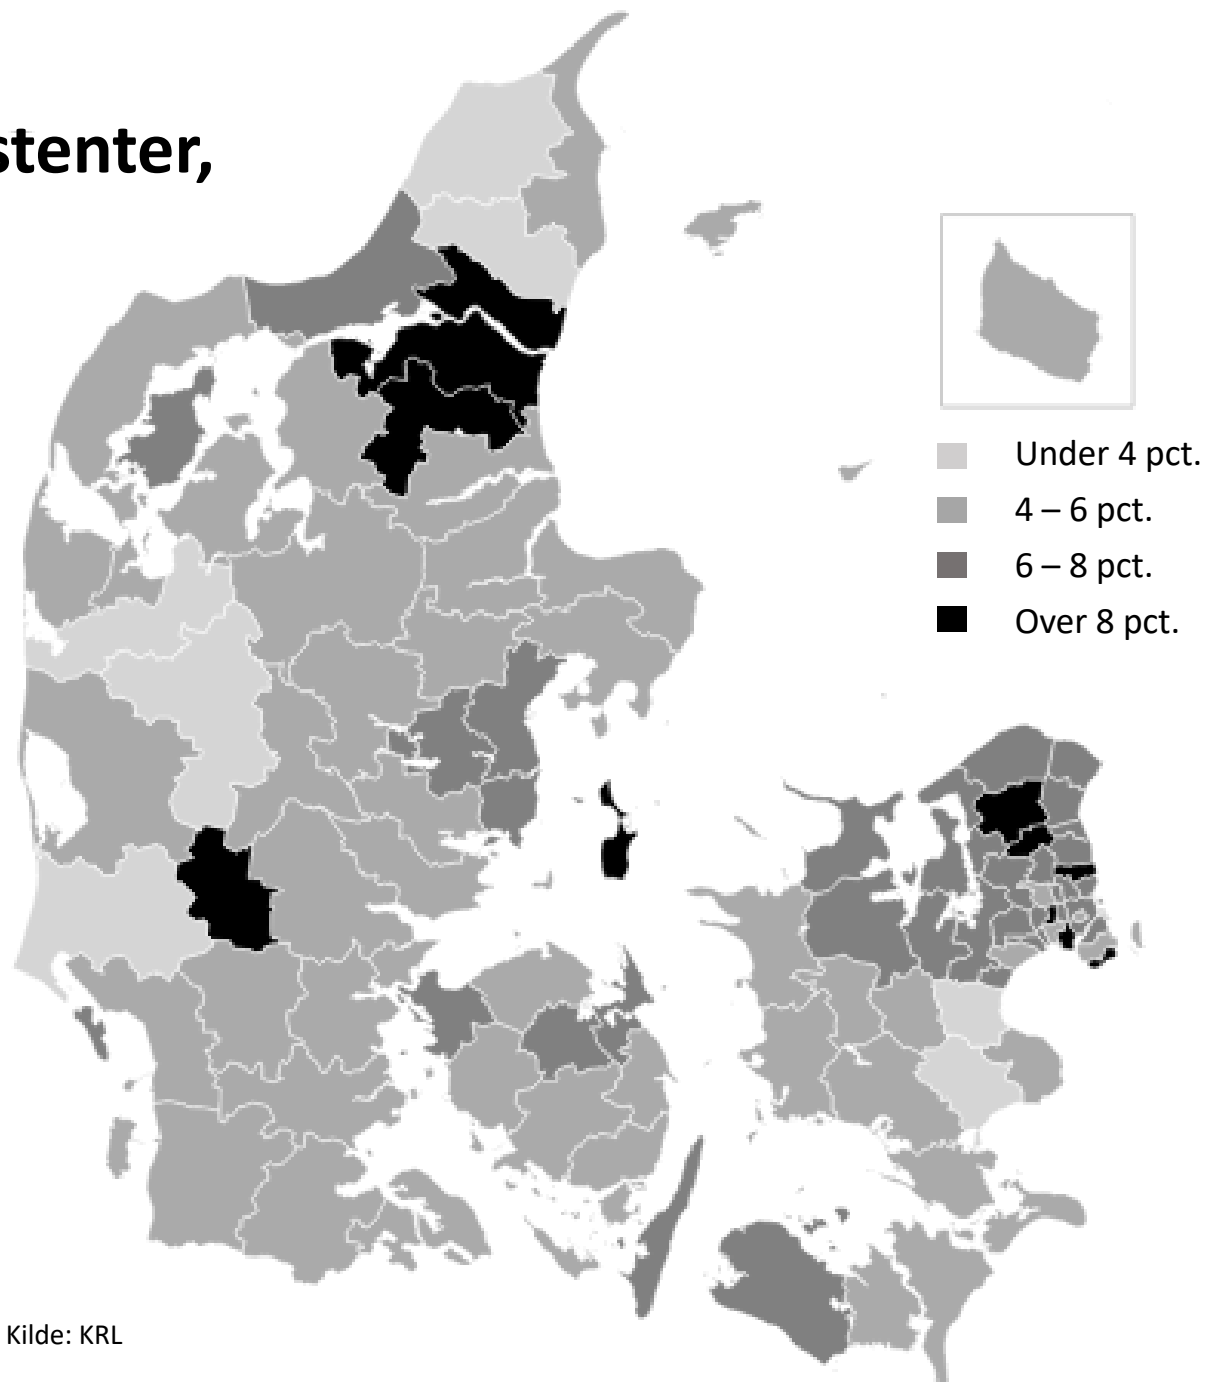 stenter,
Under 4 pct.
4 – 6 pct.
6 – 8 pct.
Over 8 pct.
Kilde: KRL